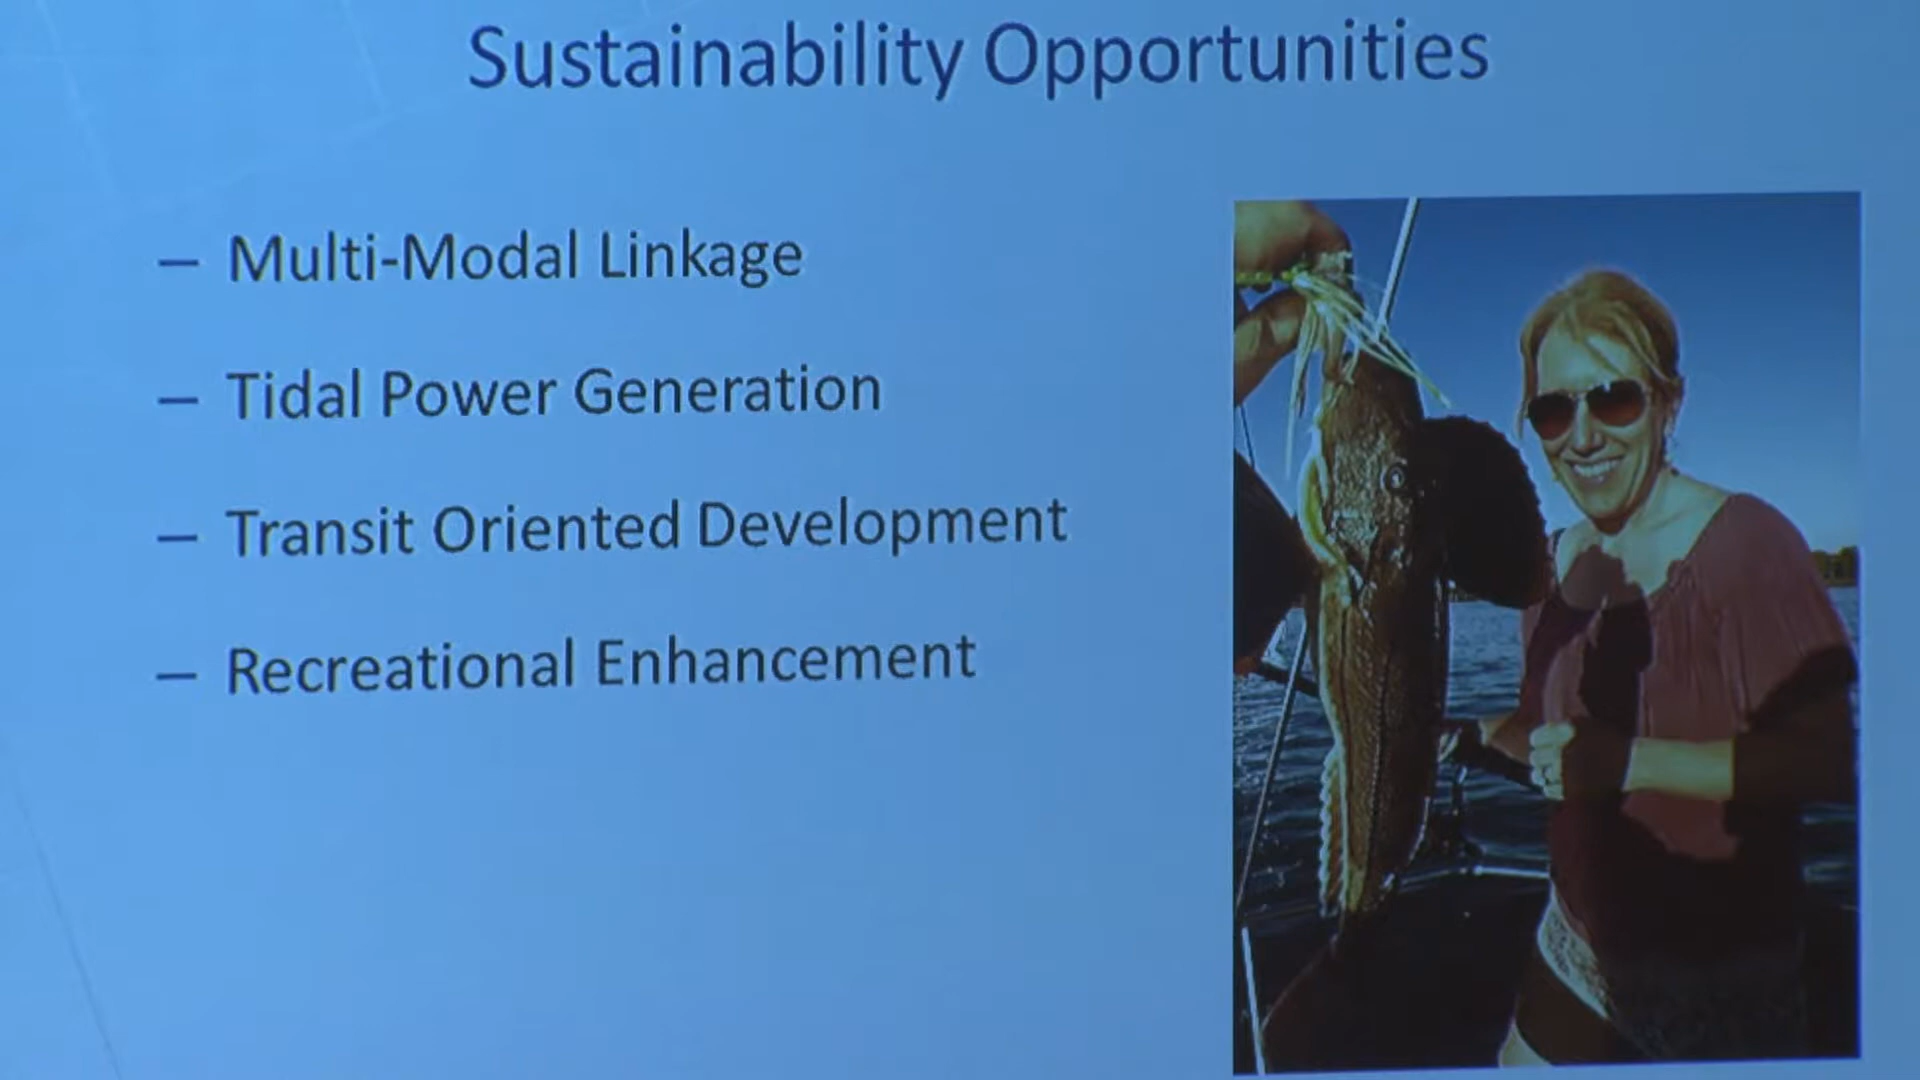 Sustainability Opportunities
– Multi-Modal Linkage
– Tidal Power Generation
– Transit Oriented Development
– Recreational Enhancement